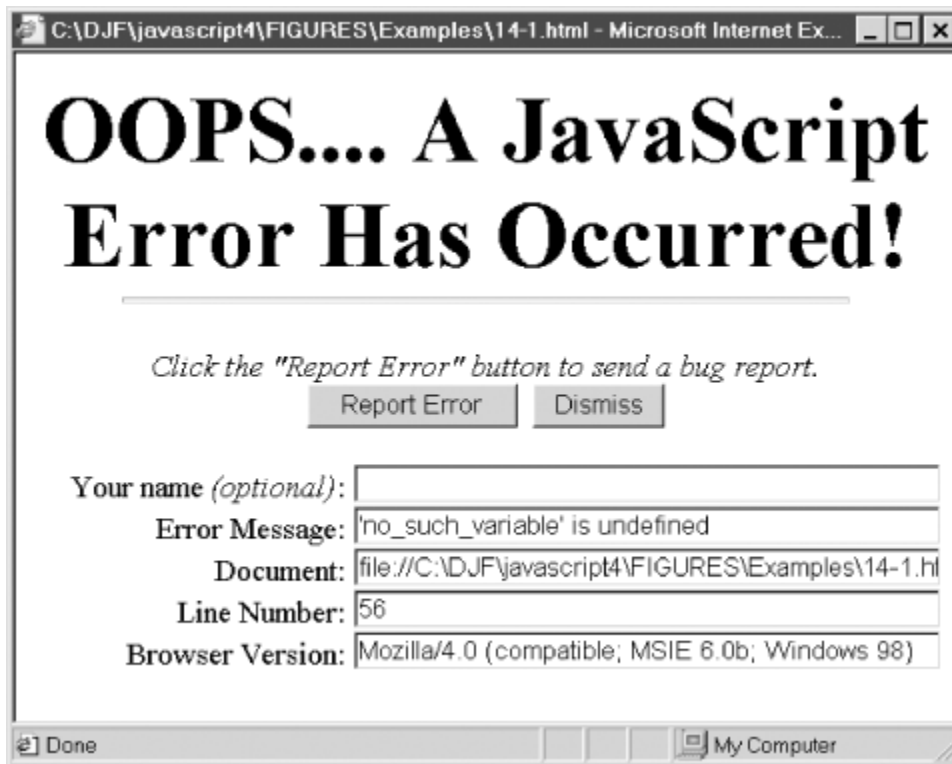 C:\DJF\javascript4\FIGURES\Examples\14-1.html - Microsoft Internet Ex...
OOPS.... A JavaScript
Error Has Occurred!
Click the "Report Error" button to send a bug report.
Report Error Dismiss
Your name (optional):
Error Message: 'no_such_variable' is undefined
Document: file://C:\DJF\javascript4\FIGURES\Examples\14-1.ht
Line Number: 56
Browser Version: Mozilla/4.0 (compatible; MSIE 6.0b; Windows 98)
Done My Computer